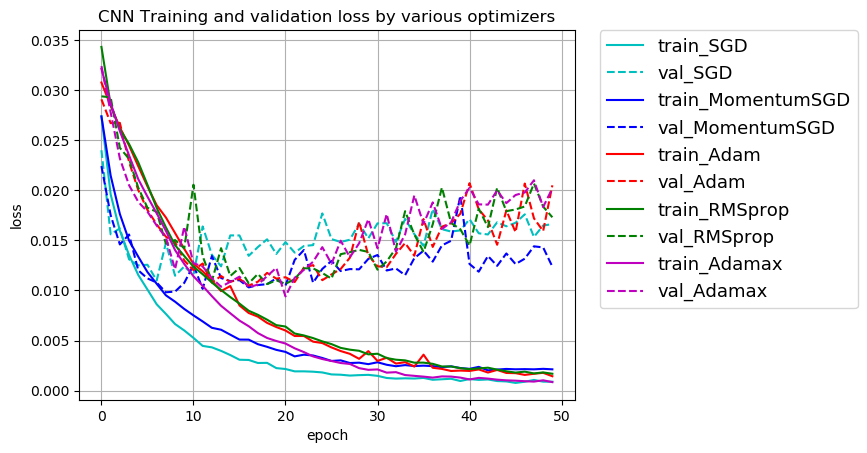 CNN Training and validation loss by various optimizers
0.035
0.030
0.025
0.020
0.015
0.010
0.005
0.000
loss
0
10
20
30
40
50
epoch
train_SGD
val_SGD
train_MomentumSGD
val_MomentumSGD
train_Adam
val_Adam
train_RMSprop
val_RMSprop
train_Adamax
val_Adamax